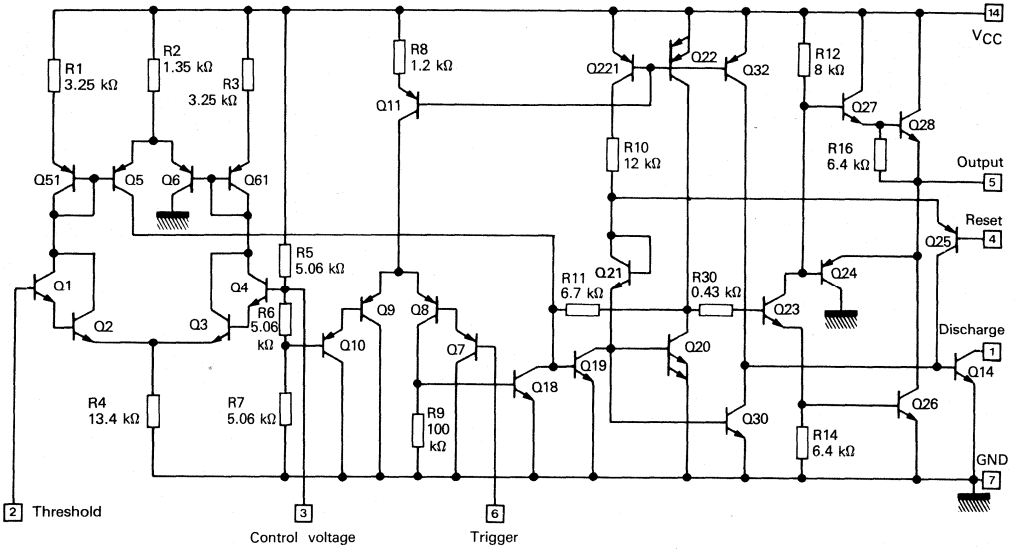 14
VCC
R1
3.25 kΩ
R2
1.35 kΩ
R3
3.25 kΩ
R8
1.2 kΩ
Q11
Q221
Q22
Q32
R12
8 kΩ
Q27
Q28
R10
12 kΩ
R16
6.4 kΩ
Output
5
Q51
Q5
Q6
Q61
Reset
4
Q25
R5
5.06 kΩ
Q21
R11
6.7 kΩ
R30
0.43 kΩ
Q24
Q1
Q2
Q3
Q4
R6
5.06
kΩ
Q9
Q8
Q23
Q10
Q7
Q18
Q19
Q20
Discharge
1
Q14
R4
13.4 kΩ
R7
5.06 kΩ
R9
100
kΩ
Q30
Q26
R14
6.4 kΩ
GND
7
2
Threshold
3
Control voltage
6
Trigger